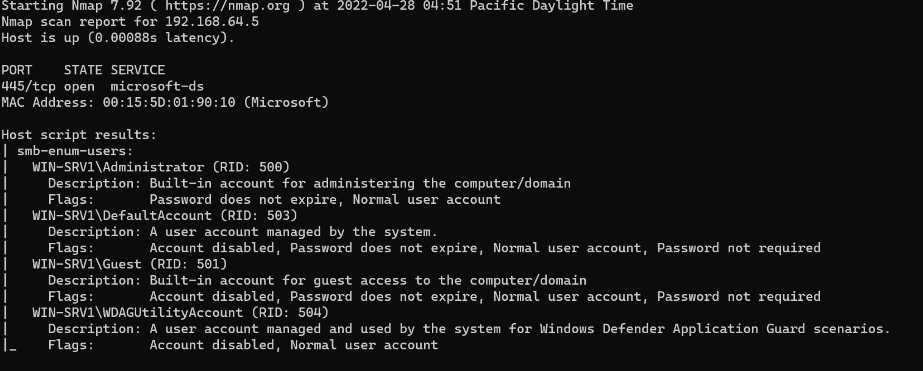 Starting Nmap 7.92 ( https://nmap.org ) at 2022-04-28 04:51 Pacific Daylight Time
Nmap scan report for 192.168.64.5
Host is up (0.00088s latency).
PORT    STATE SERVICE
445/tcp open  microsoft-ds
MAC Address: 00:15:5D:01:90:10 (Microsoft)
Host script results:
| smb-enum-users:
|   WIN-SRV1\Administrator (RID: 500)
|     Description: Built-in account for administering the computer/domain
|     Flags:       Password does not expire, Normal user account
|   WIN-SRV1\DefaultAccount (RID: 503)
|     Description: A user account managed by the system.
|     Flags:       Account disabled, Password does not expire, Normal user account, Password not required
|   WIN-SRV1\Guest (RID: 501)
|     Description: Built-in account for guest access to the computer/domain
|     Flags:       Account disabled, Password does not expire, Normal user account, Password not required
|   WIN-SRV1\WDAGUtilityAccount (RID: 504)
|     Description: A user account managed and used by the system for Windows Defender Application Guard scenarios.
|_    Flags:       Account disabled, Normal user account